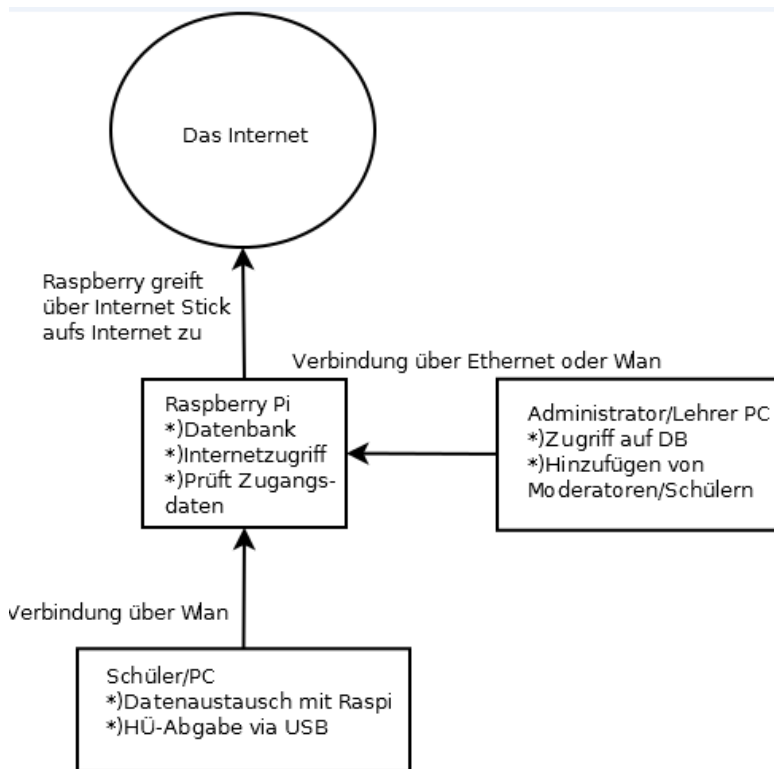 Das Internet
Raspberry greift
über Internet Stick
aufs Internet zu
Verbindung über Ethernet oder Wlan
Raspberry Pi
*)Datenbank
*)Internetzugriff
*)Prüft Zugangs-
daten
Administrator/Lehrer PC
*)Zugriff auf DB
*)Hinzufügen von
Moderatoren/Schülern
Verbindung über Wlan
Schüler/PC
*)Datenaustausch mit Raspi
*)HÜ-Abgabe via USB